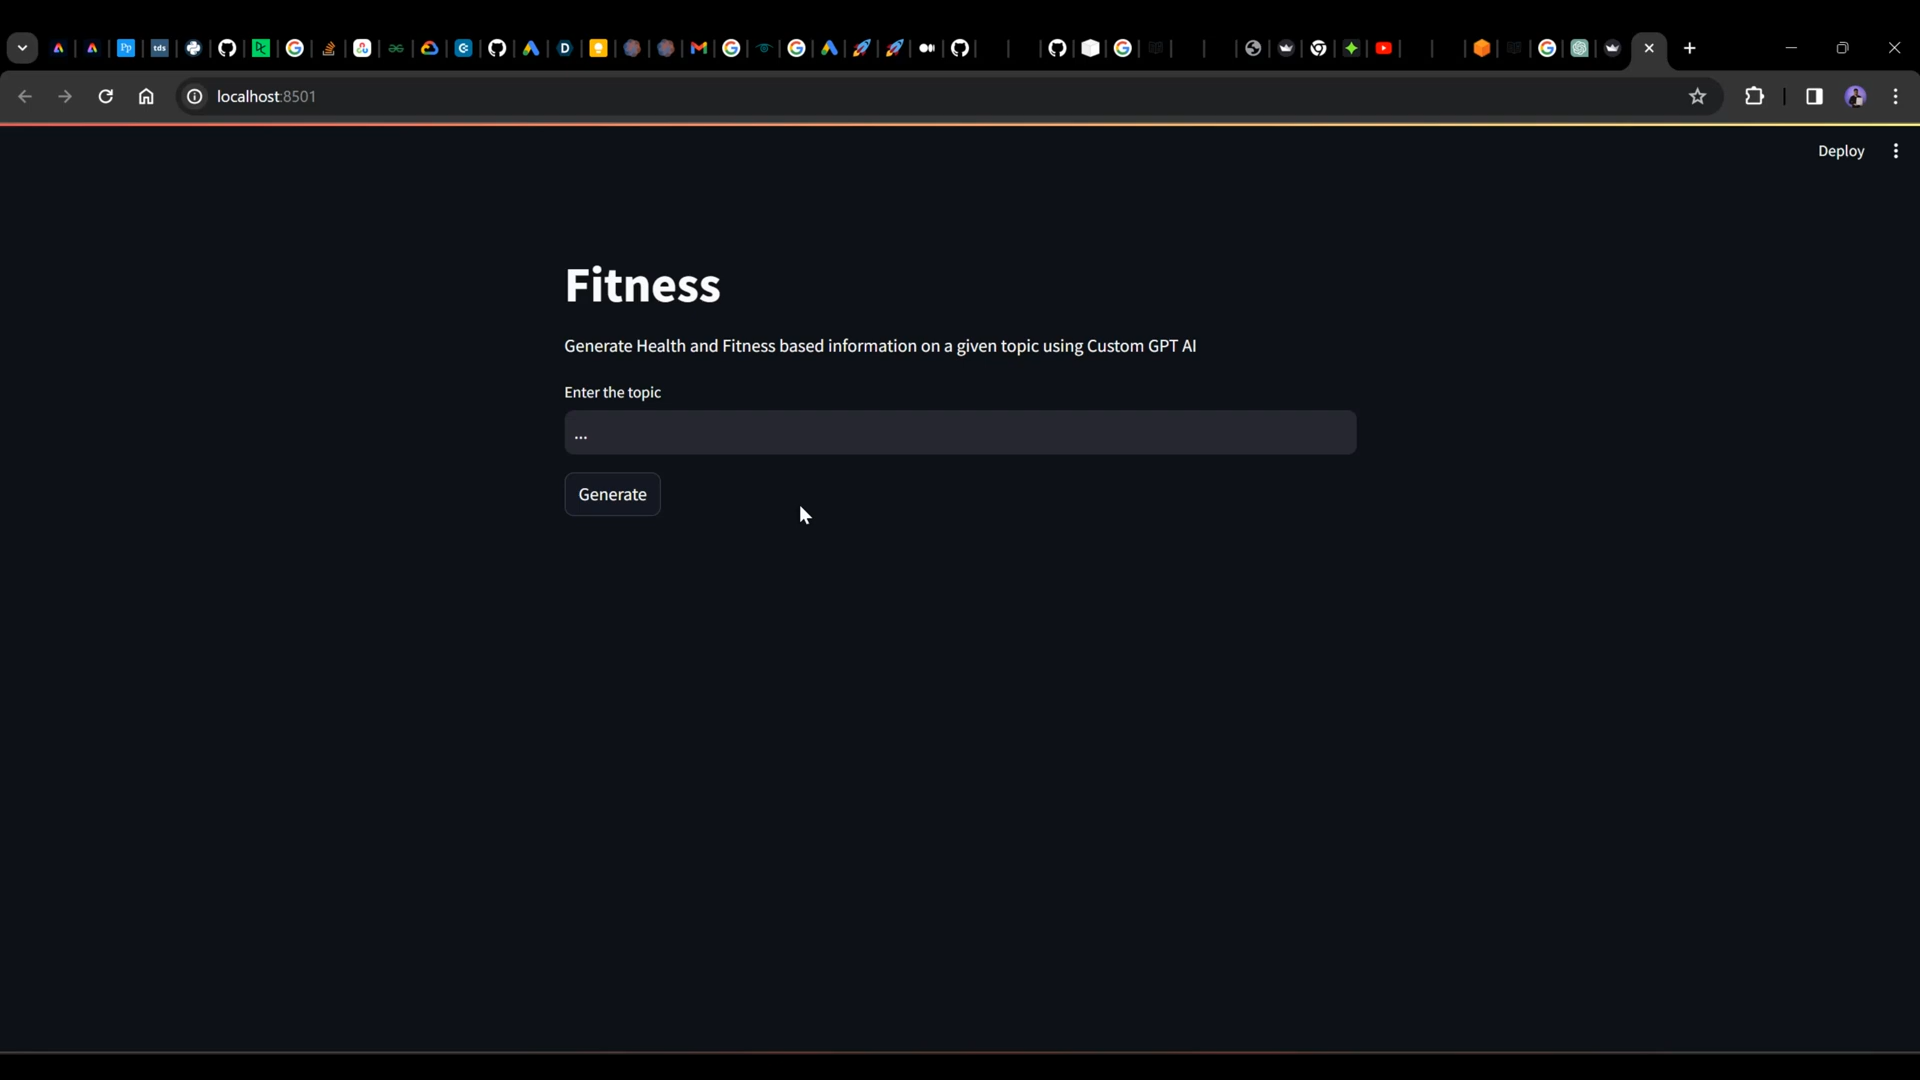 localhost:8501
Deploy
Fitness
Generate Health and Fitness based information on a given topic using Custom GPT AI
Enter the topic
...
Generate